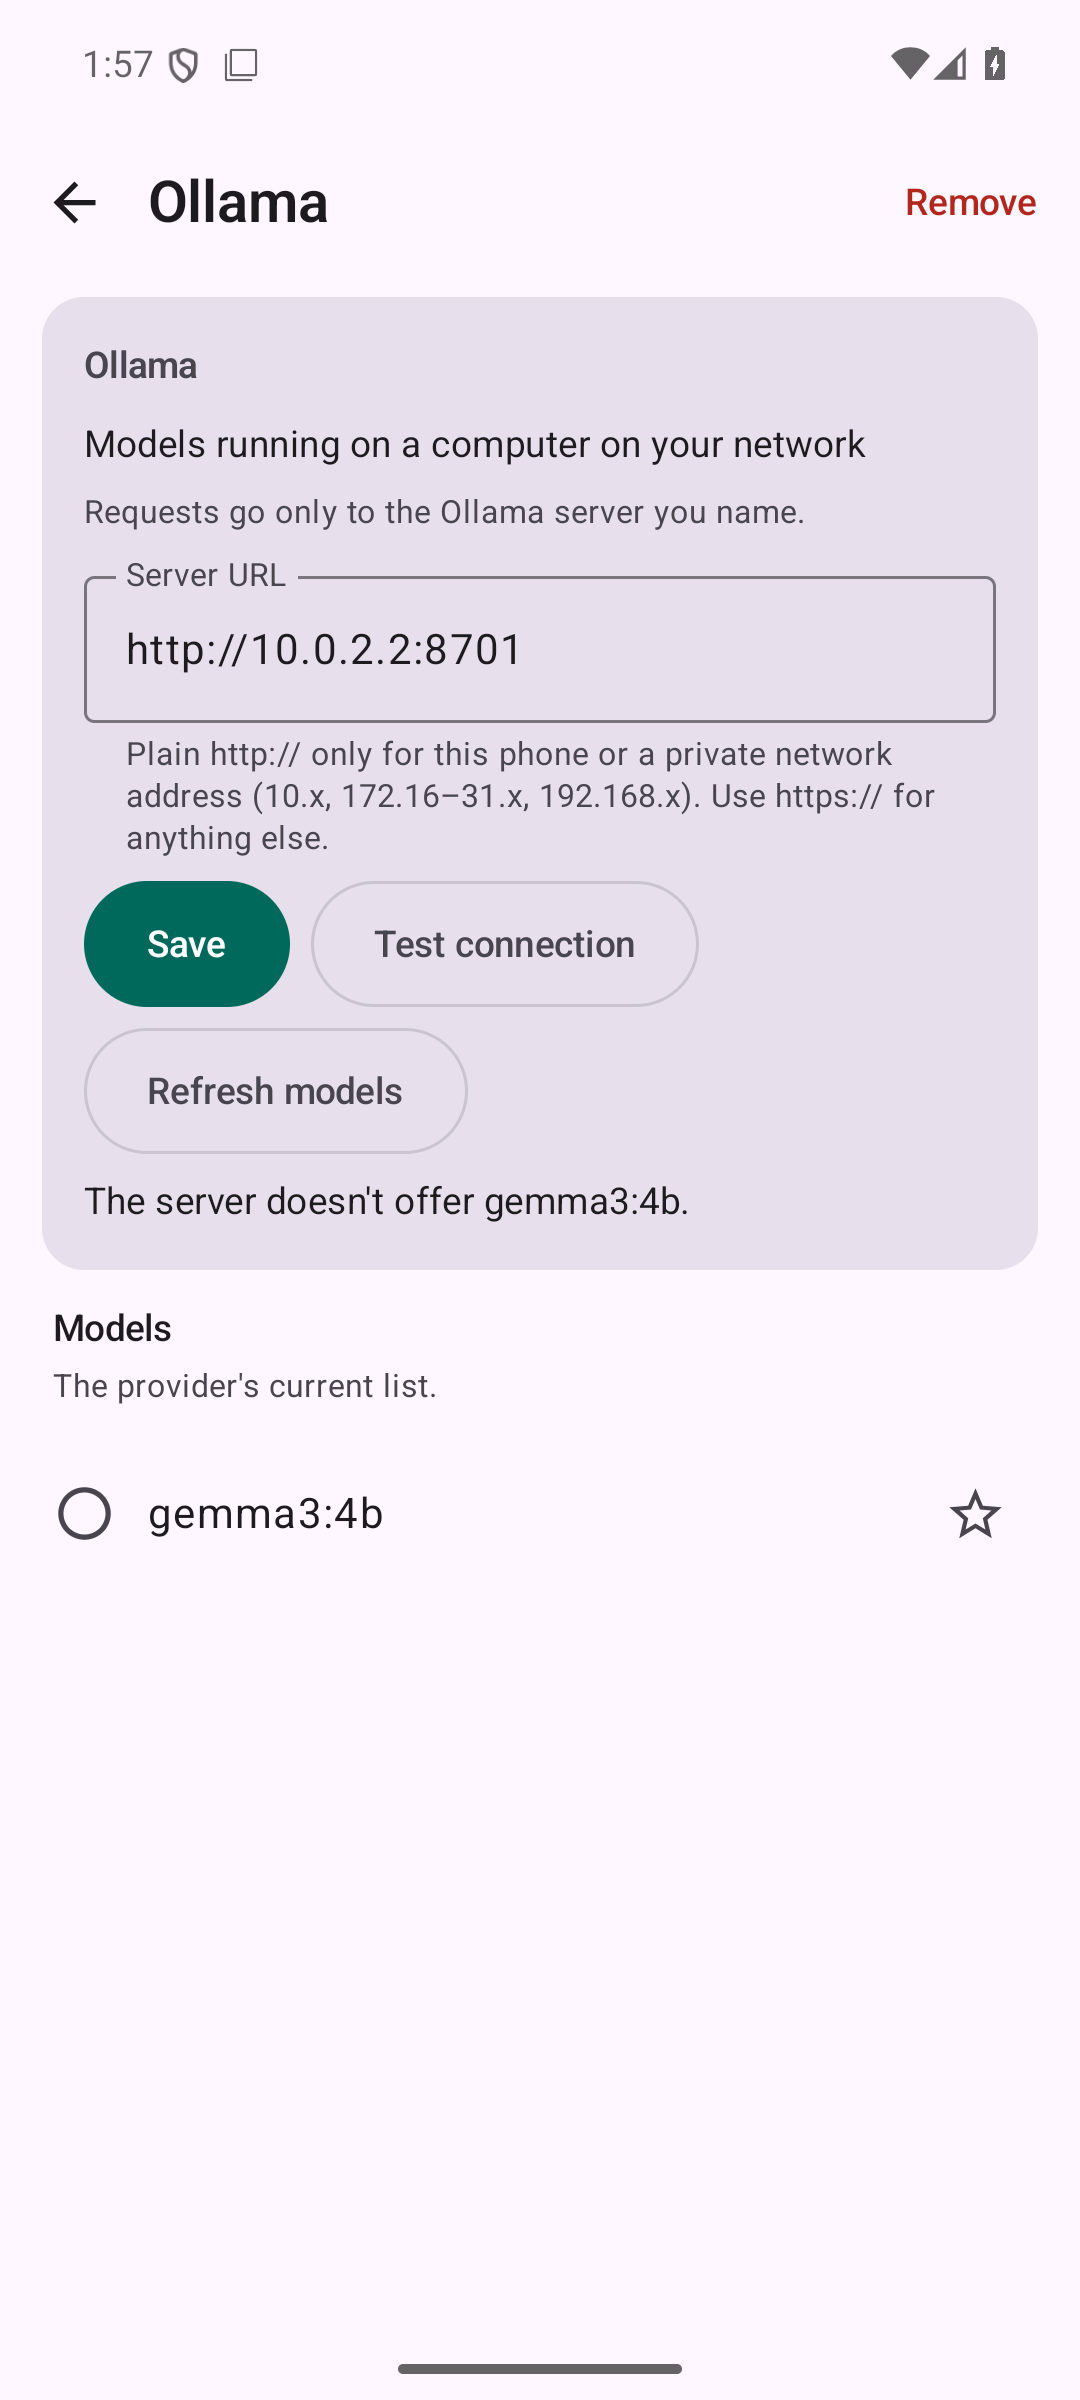 1:57
Ollama
Remove
Ollama
Models running on a computer on your network
Requests go only to the Ollama server you name.
Server URL
http://10.0.2.2:8701
Plain http:// only for this phone or a private network
address (10.x, 172.16–31.x, 192.168.x). Use https:// for
anything else.
Save
Test connection
Refresh models
The server doesn't offer gemma3:4b.
Models
The provider's current list.
gemma3:4b